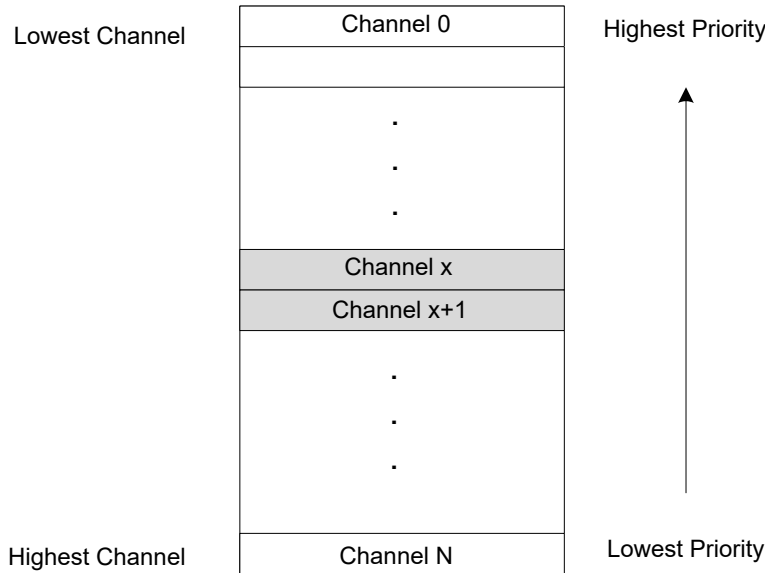 Lowest Channel
Channel 0
Highest Priority
.
.
.
Channel x
Channel x+1
.
.
.
Highest Channel
Channel N
Lowest Priority